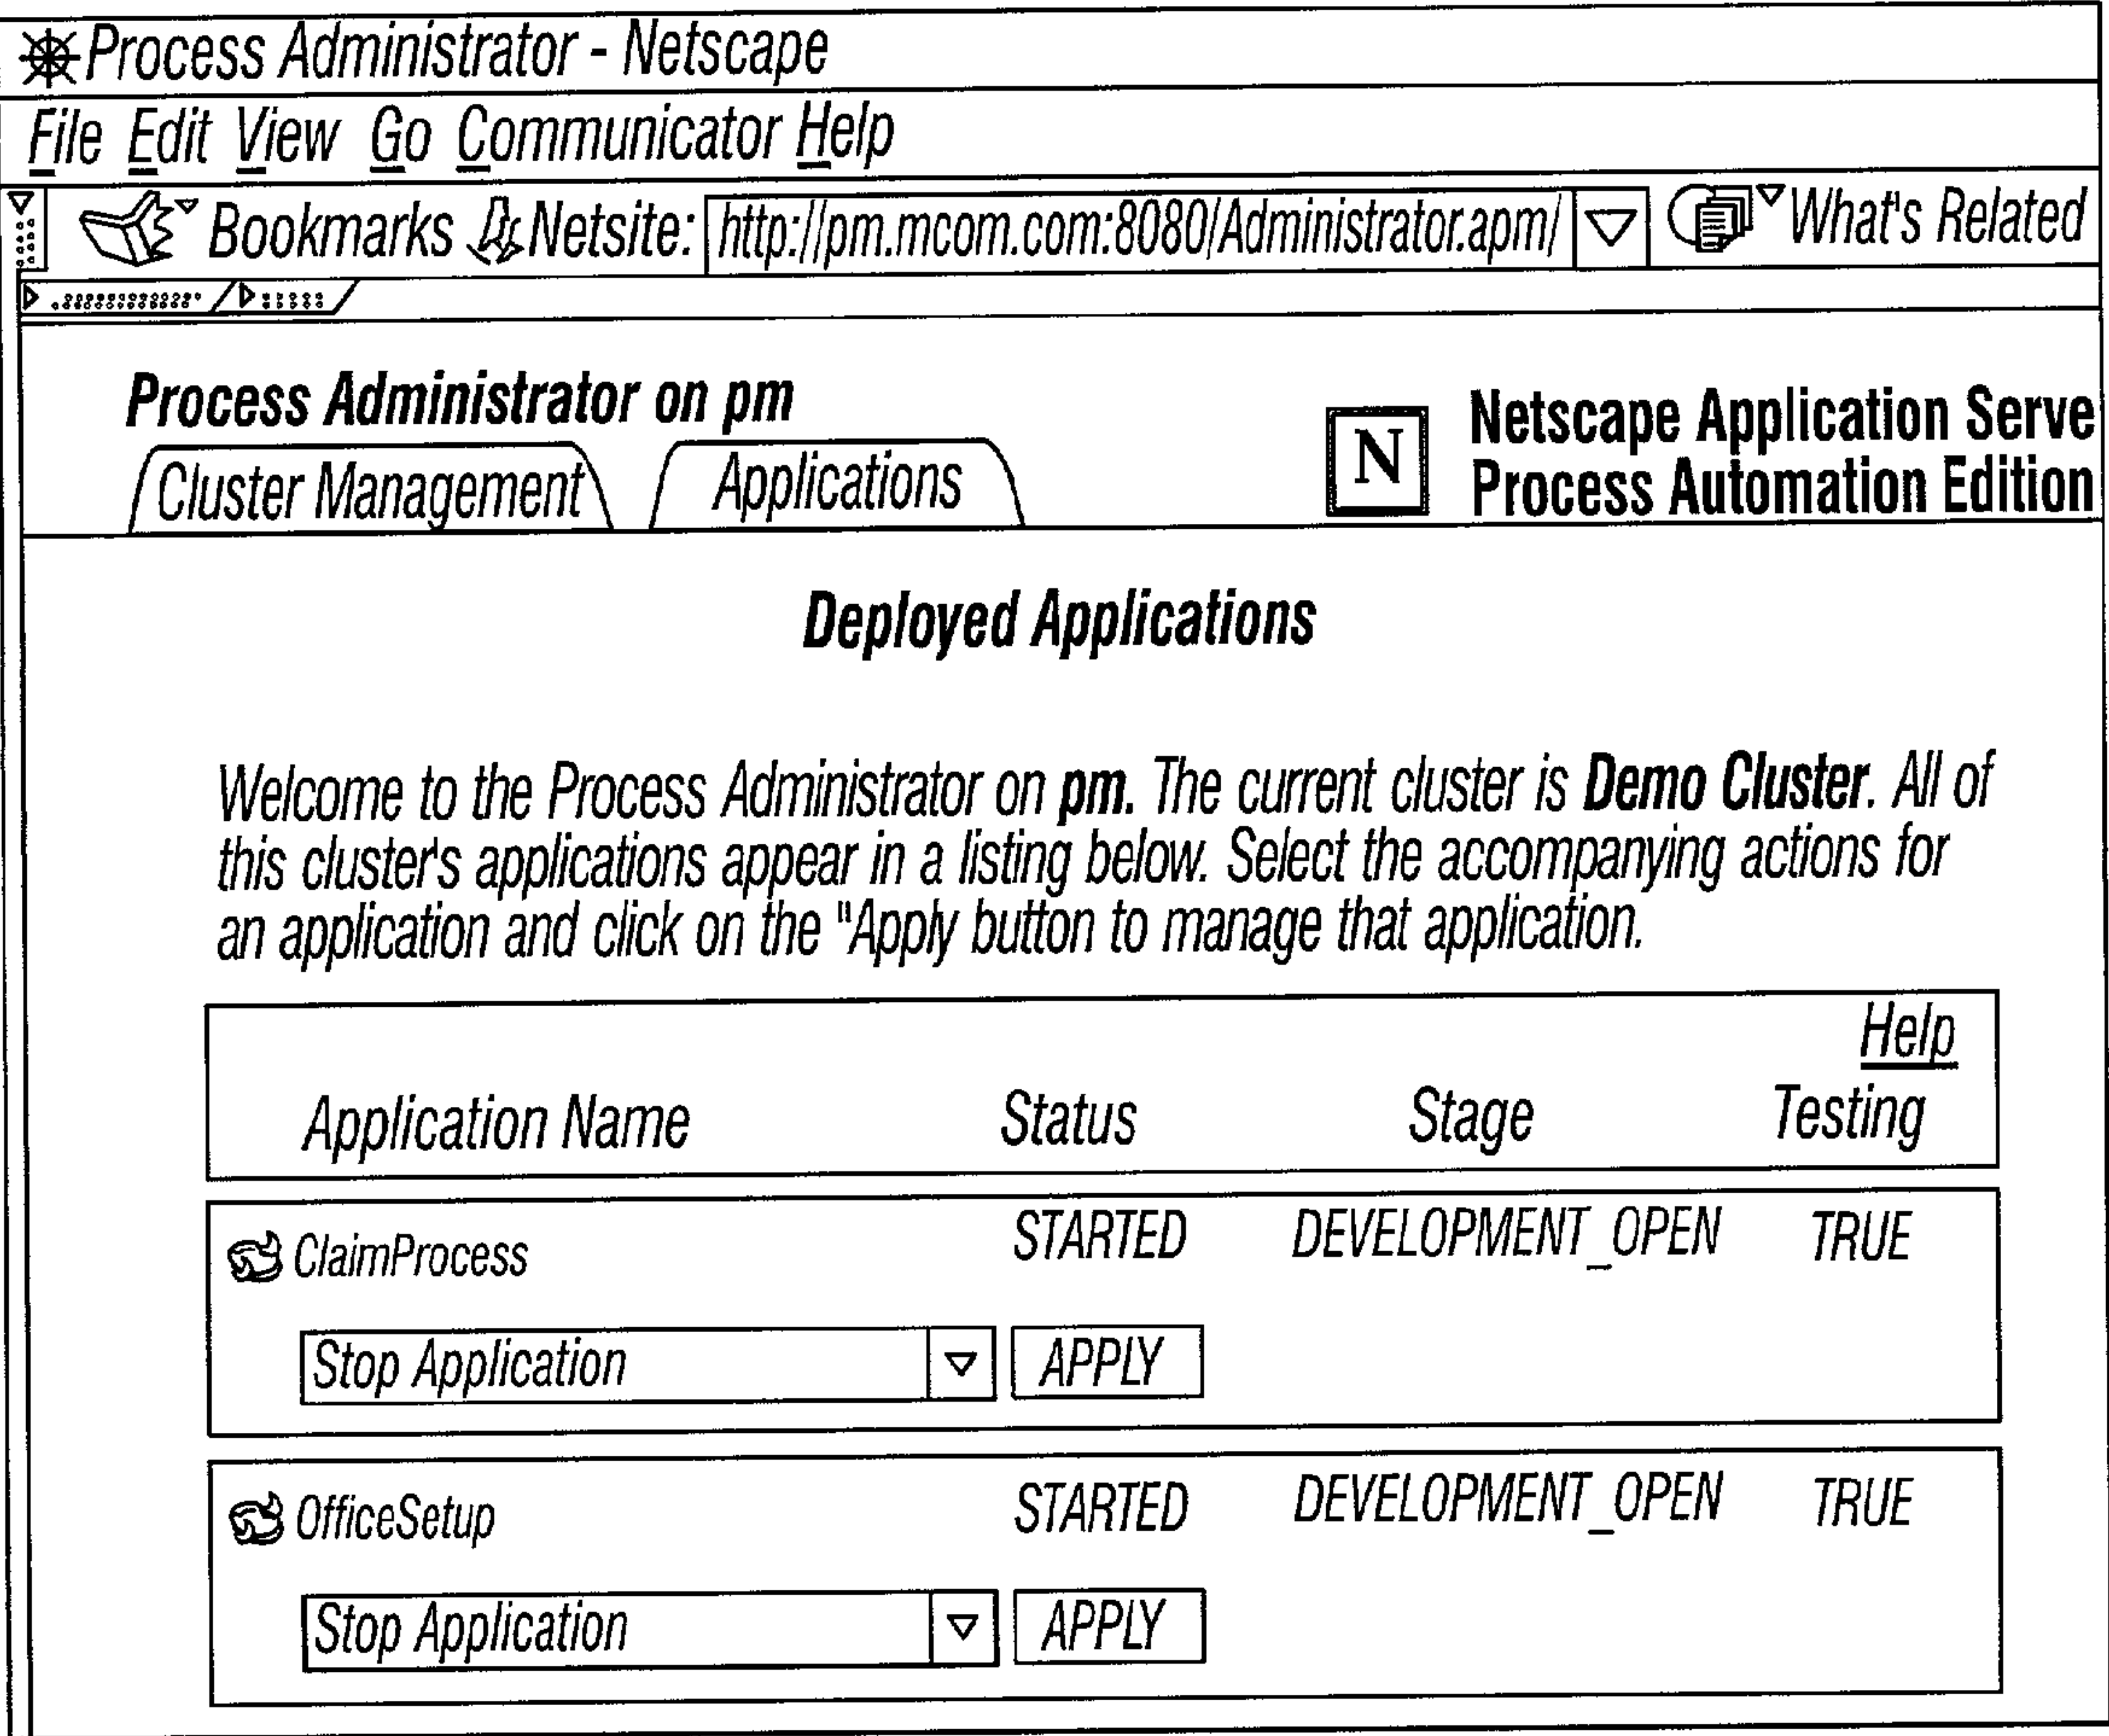 Process Administrator - Netscape
File Edit View Go Communicator Help
Bookmarks Netsite: http://pm.mcom.com:8080/Administrator.apm/ What's Related
Process Administrator on pm
Cluster Management Applications
N
Netscape Application Serve
Process Automation Edition
Deployed Applications
Welcome to the Process Administrator on pm. The current cluster is Demo Cluster. All of
this cluster's applications appear in a listing below. Select the accompanying actions for
an application and click on the "Apply button to manage that application.
Help
Application Name Status Stage Testing
ClaimProcess STARTED DEVELOPMENT_OPEN TRUE
Stop Application APPLY
OfficeSetup STARTED DEVELOPMENT_OPEN TRUE
Stop Application APPLY